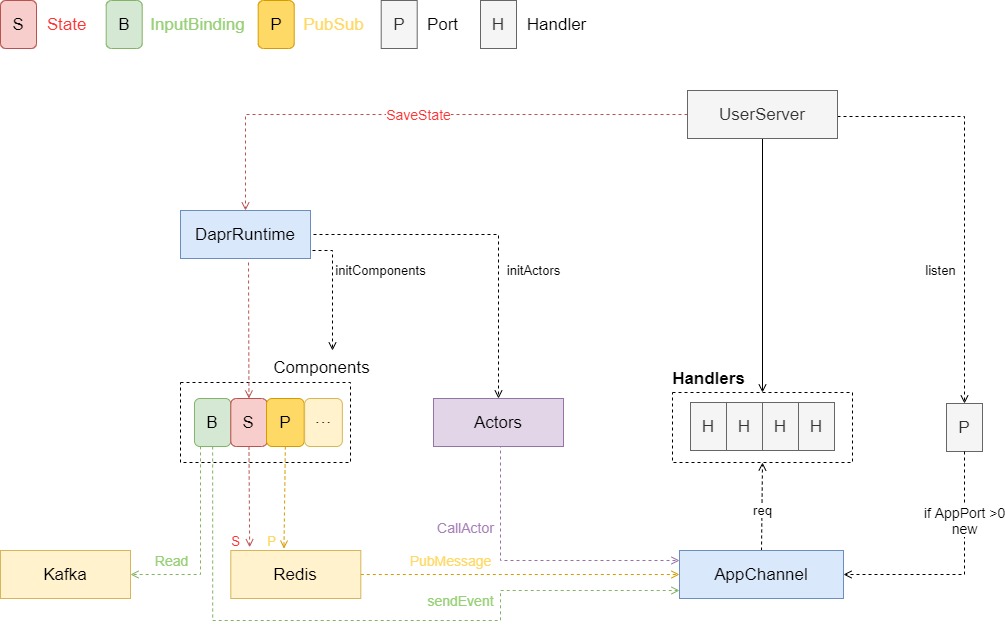 S State B InputBinding P PubSub P Port H Handler
UserServer
SaveState
DaprRuntime
initComponents
initActors
listen
Components
Handlers
B S P ...
Actors
H H H H
P
S P
CallActor
req
if AppPort >0
new
Read
PubMessage
Kafka
Redis
AppChannel
sendEvent